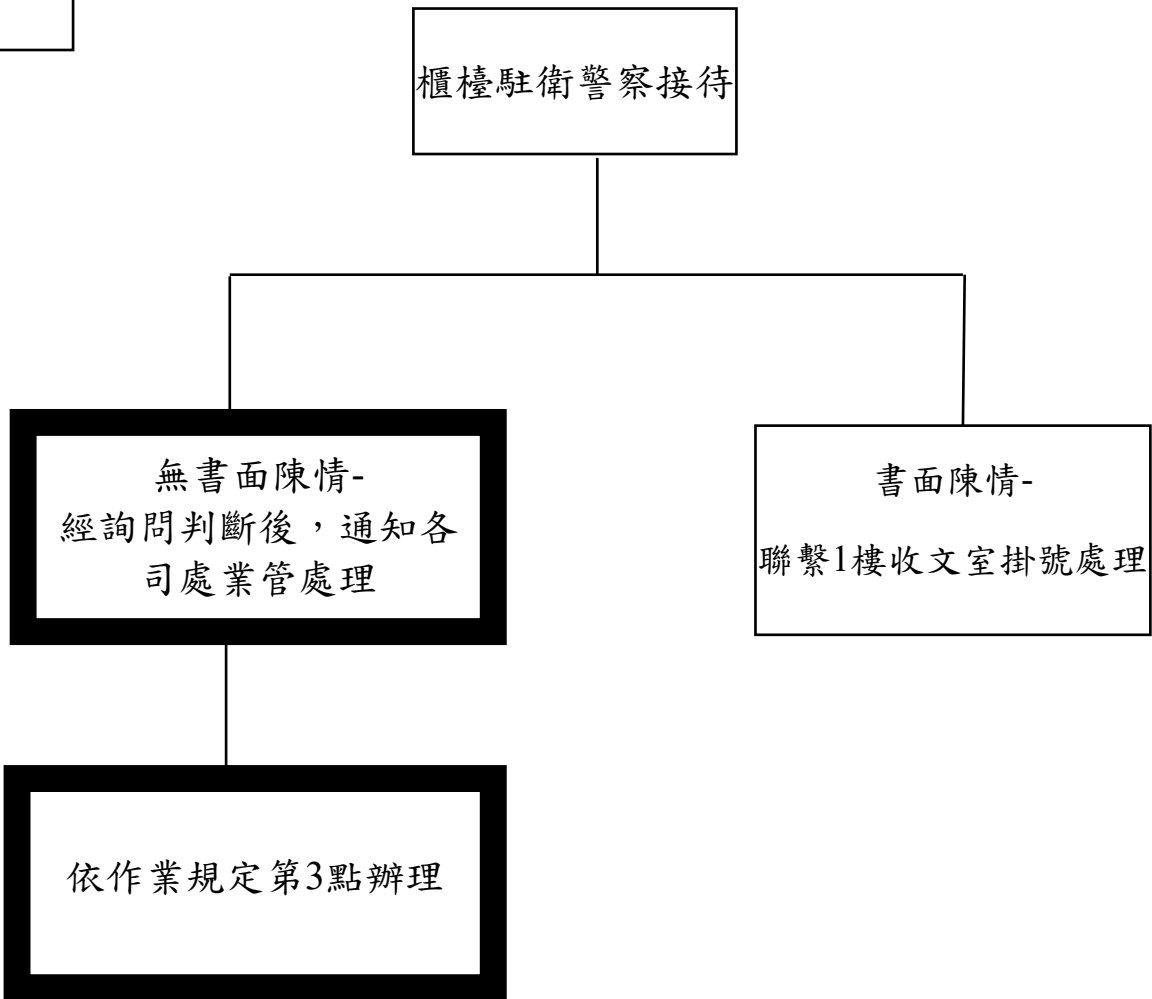 櫃檯駐衛警察接待
無書面陳情-
經詢問判斷後，通知各
司處業管處理
書面陳情-
聯繫1樓收文室掛號處理
依作業規定第3點辦理